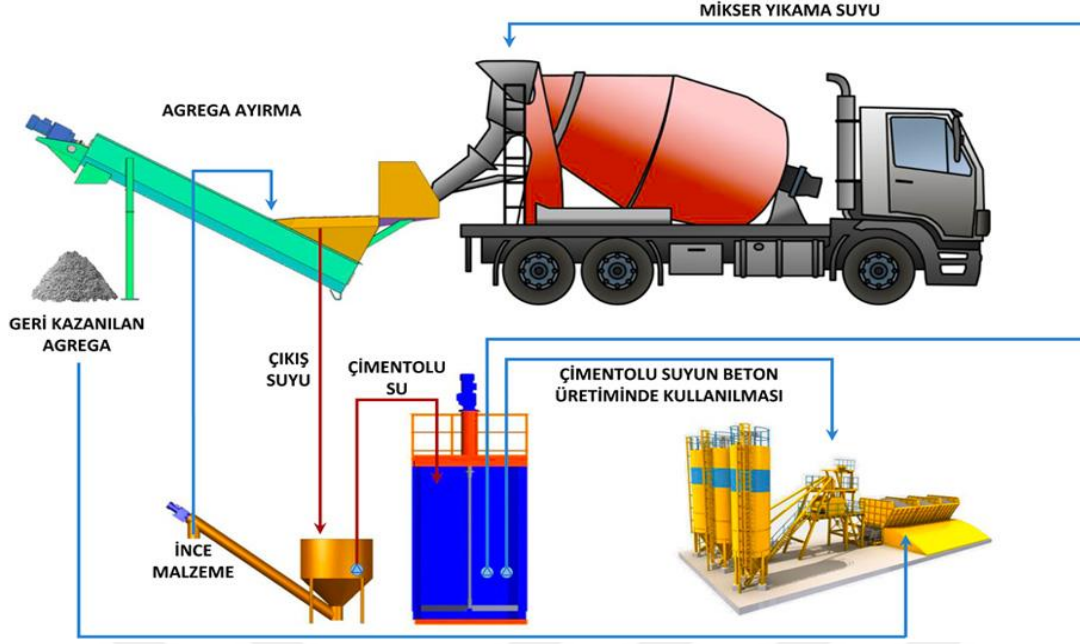 MİKSER YIKAMA SUYU
AGREGA AYIRMA
GERİ KAZANILAN
AGREGA
ÇIKIŞ
SUYU
ÇİMENTOLU
SU
ÇİMENTOLU SUYUN BETON
ÜRETİMİNDE KULLANILMASI
İNCE
MALZEME